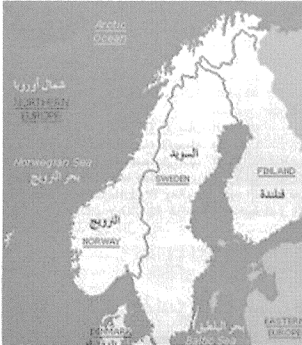 Arctic
Ocean
شمال أوروبا
NORTHERN
EUROPE
السويد
Norwegian Sea
بحر النرويج
SWEDEN
FINLAND
فنلندة
النرويج
NORWAY
EASTERN
EUROPE
DENMARK
بحر البلطيق
Baltic Sea